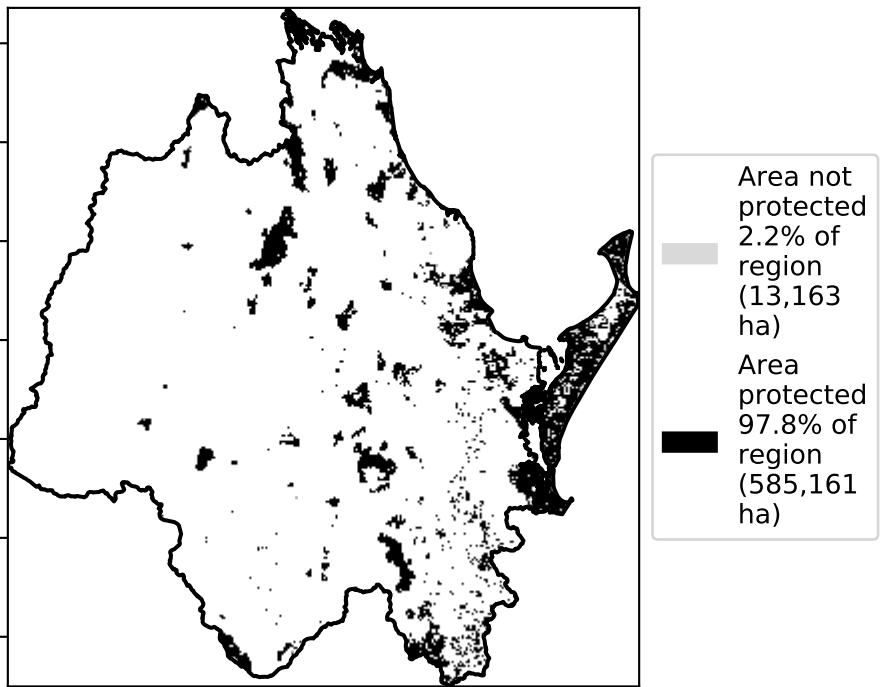 Area not
protected
2.2% of
region
(13,163
ha)
Area
protected
97.8% of
region
(585,161
ha)